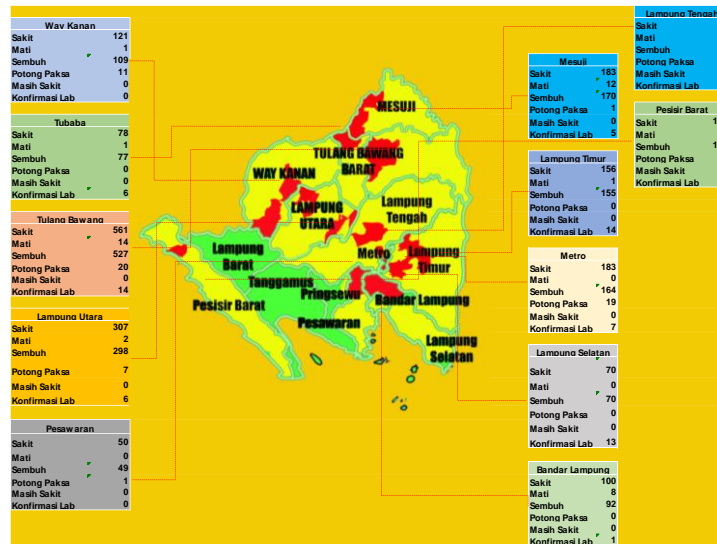 Way Kanan
Sakit 121
Mati 1
Sembuh 109
Potong Paksa 11
Masih Sakit 0
Konfirmasi Lab 0
Tubaba
Sakit 78
Mati 1
Sembuh 77
Potong Paksa 0
Masih Sakit 0
Konfirmasi Lab 6
Tulang Bawang
Sakit 561
Mati 14
Sembuh 527
Potong Paksa 20
Masih Sakit 0
Konfirmasi Lab 14
Lampung Utara
Sakit 307
Mati 2
Sembuh 298
Potong Paksa 7
Masih Sakit 0
Konfirmasi Lab 6
Pesawaran
Sakit 50
Mati 0
Sembuh 49
Potong Paksa 1
Masih Sakit 0
Konfirmasi Lab 0
MESUJI
TULANG BAWANG
BARAT
WAY KANAN
LAMPUNG
UTARA
Lampung
Tengah
Lampung
Barat
Metro
Lampung
Timur
Tanggamus
Pringsewu
Pesisir Barat
Bandar Lampung
Pesawaran
Lampung
Selatan
Mesuji
Sakit 183
Mati 12
Sembuh 170
Potong Paksa 1
Masih Sakit 0
Konfirmasi Lab 5
Lampung Timur
Sakit 156
Mati 1
Sembuh 155
Potong Paksa 0
Masih Sakit 0
Konfirmasi Lab 14
Metro
Sakit 183
Mati 0
Sembuh 164
Potong Paksa 19
Masih Sakit 0
Konfirmasi Lab 7
Lampung Selatan
Sakit 70
Mati 0
Sembuh 70
Potong Paksa 0
Masih Sakit 0
Konfirmasi Lab 13
Bandar Lampung
Sakit 100
Mati 8
Sembuh 92
Potong Paksa 0
Masih Sakit 0
Konfirmasi Lab 1
Lampung Tengah
Sakit
Mati
Sembuh
Potong Paksa
Masih Sakit
Konfirmasi Lab
Pesisir Barat
Sakit 1
Mati
Sembuh 1
Potong Paksa
Masih Sakit
Konfirmasi Lab